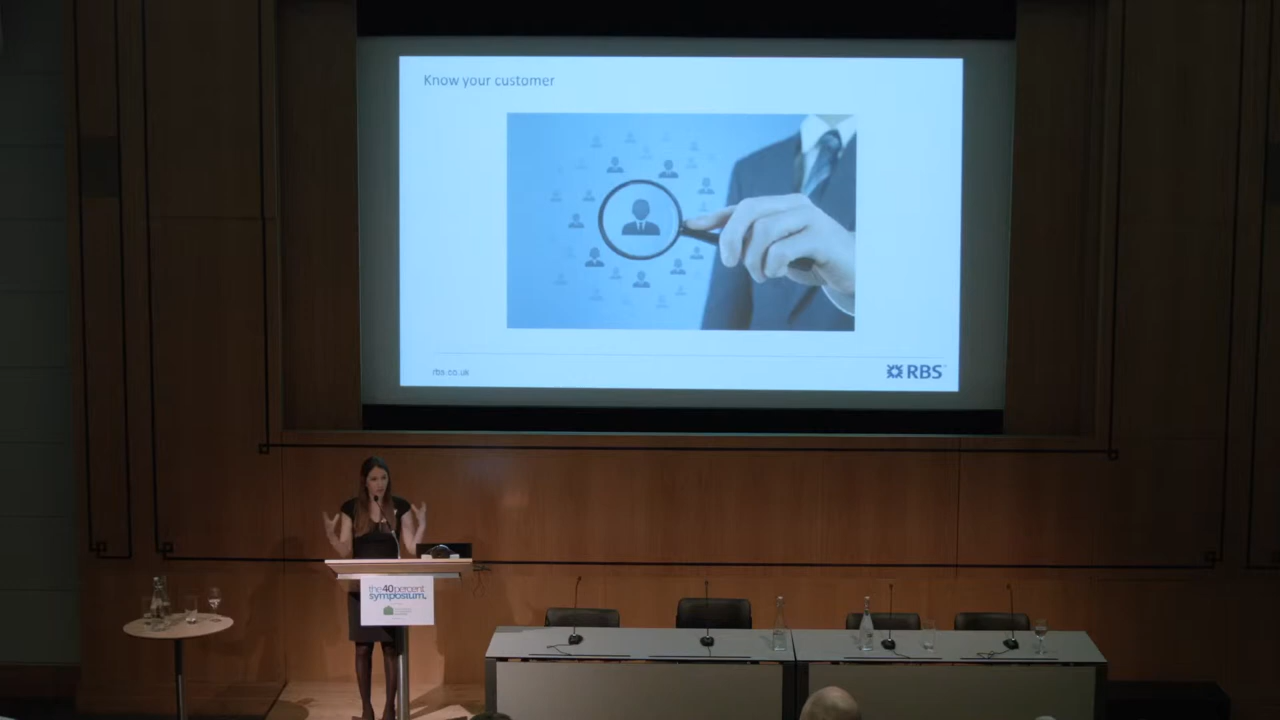 Know your customer
rbs.co.uk
RBS
the40percent
symposium.